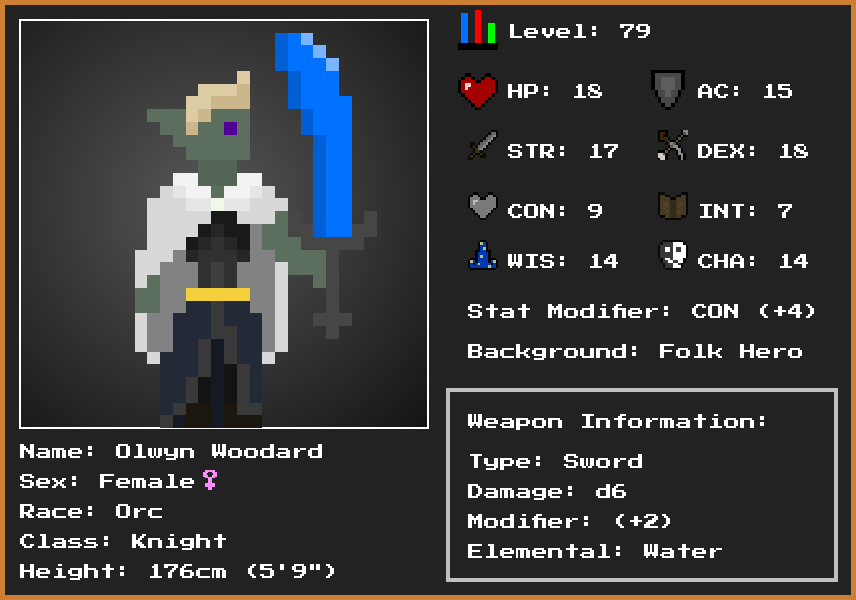 Level: 79
HP: 18
AC: 15
STR: 17
DEX: 18
CON: 9
INT: 7
WIS: 14
CHA: 14
Stat Modifier: CON (+4)
Background: Folk Hero
Weapon Information:
Type: Sword
Damage: d6
Modifier: (+2)
Elemental: Water
Name: Olwyn Woodard
Sex: Female♀
Race: Orc
Class: Knight
Height: 176cm (5'9")